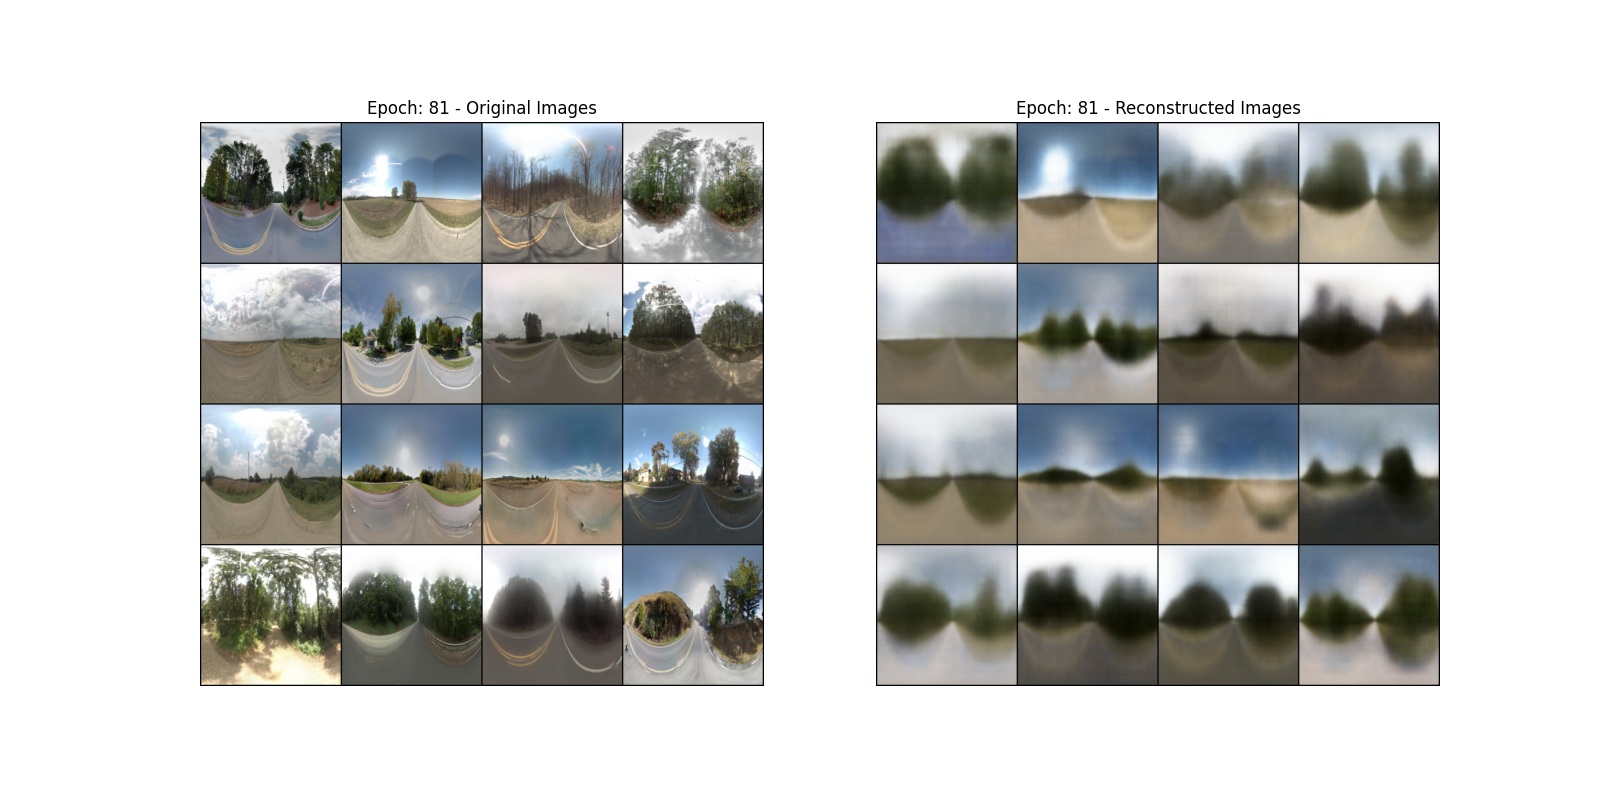 Epoch: 81 - Original Images
Epoch: 81 - Reconstructed Images